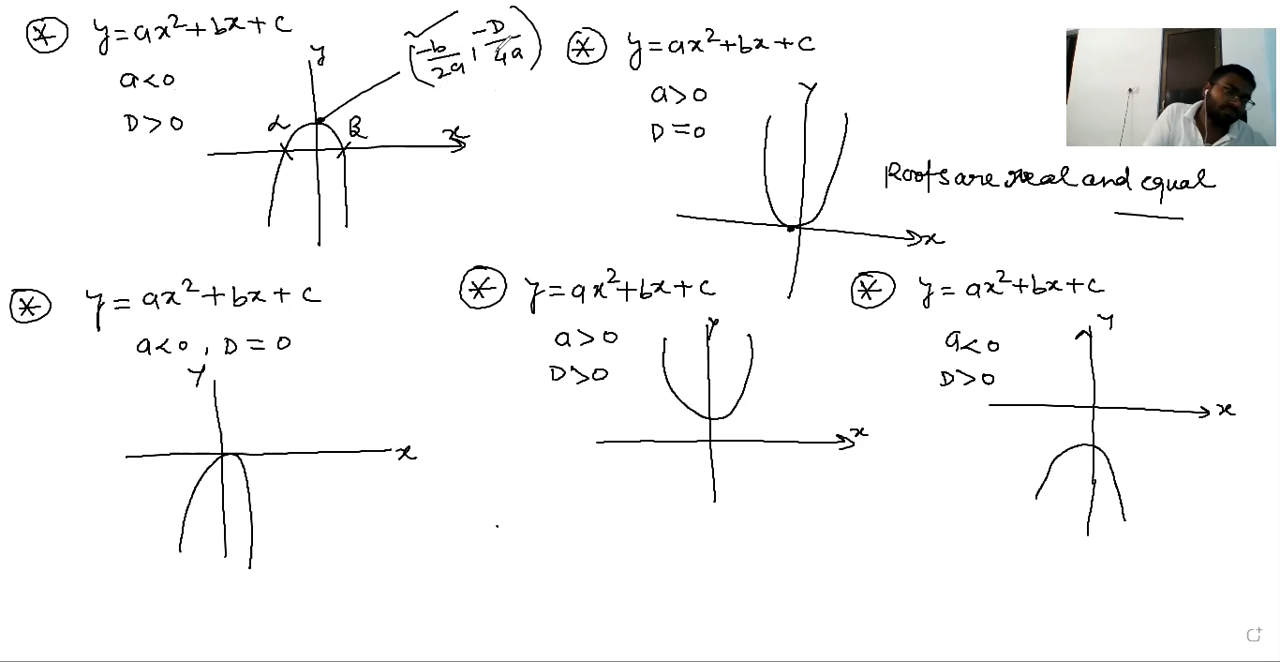 * y = ax² + bx + c
a < 0
D > 0
y
(-b/2a, -D/4a)
α β
x
* y = ax² + bx + c
a > 0
D = 0
y
Roots are real and equal
x
* y = ax² + bx + c
a < 0, D = 0
y
x
* y = ax² + bx + c
a > 0
D > 0
y
x
* y = ax² + bx + c
a < 0
D > 0
y
x